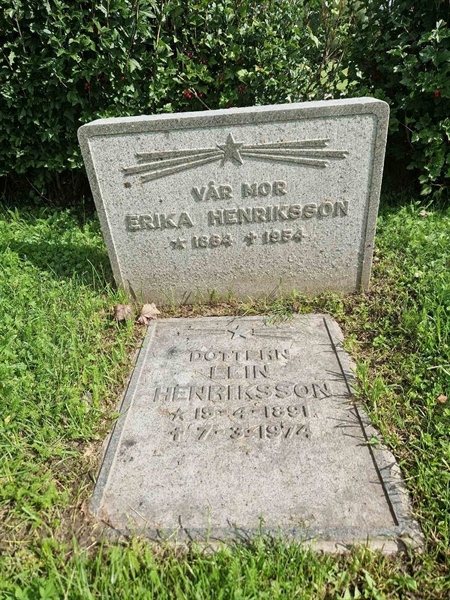 VÅR MOR
ERIKA HENRIKSSON
★ 1864 ✝ 1954
DOTTERN
ELIN
HENRIKSSON
★ 19-4-1891
✝ 7-3-1974